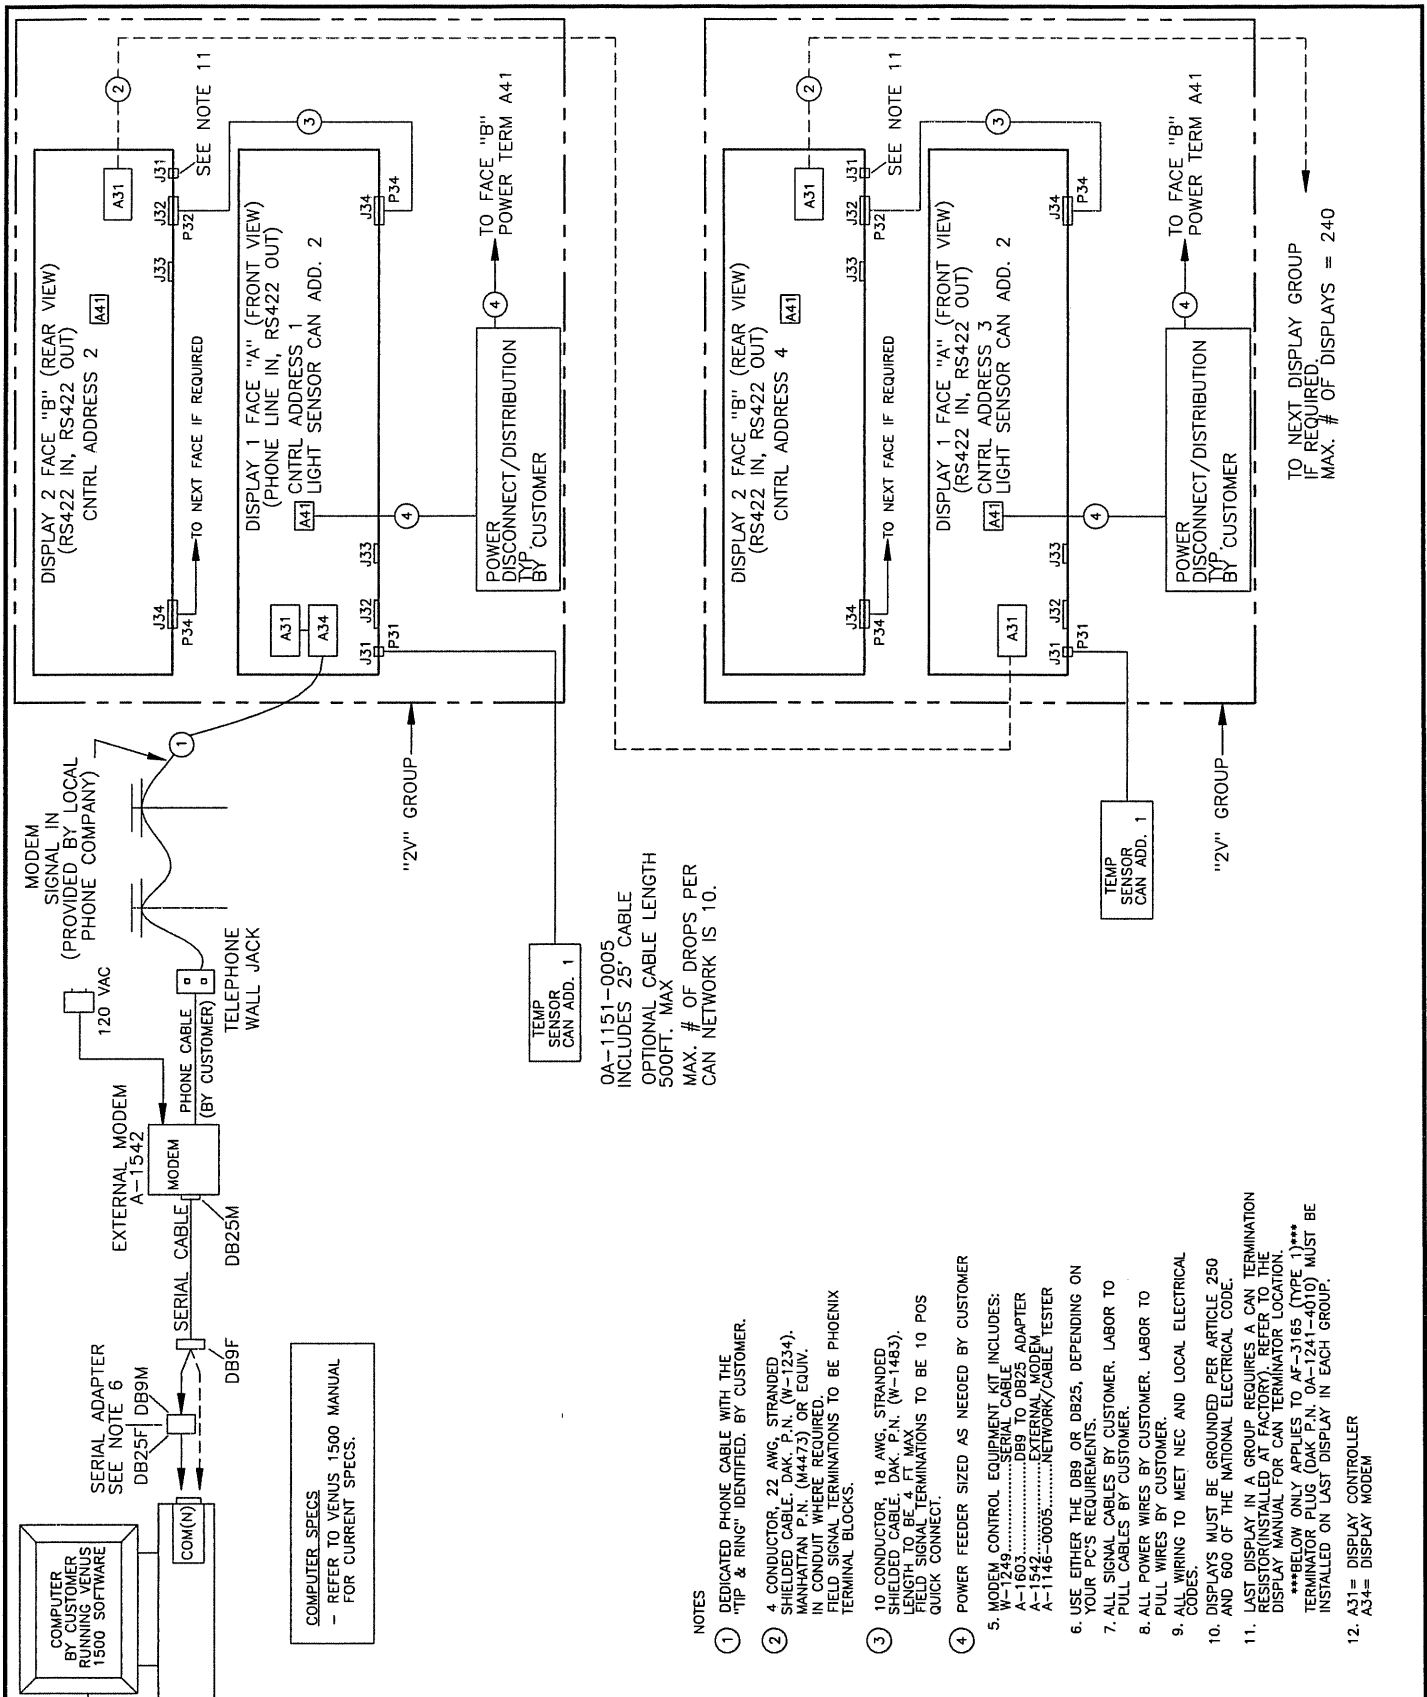 COMPUTER
BY CUSTOMER
RUNNING VENUS
1500 SOFTWARE
COM(N)
SERIAL ADAPTER
SEE NOTE 6
DB25F
DB9M
DB9F
SERIAL CABLE
DB25M
EXTERNAL MODEM
A-1542
MODEM
120 VAC
PHONE CABLE
(BY CUSTOMER)
TELEPHONE
WALL JACK
MODEM
SIGNAL IN
(PROVIDED BY LOCAL
PHONE COMPANY)
1
COMPUTER SPECS
- REFER TO VENUS 1500 MANUAL
FOR CURRENT SPECS.
DISPLAY 2 FACE "B" (REAR VIEW)
(RS422 IN, RS422 OUT)
CNTRL ADDRESS 2
A41
A31
2
J34
P34
TO NEXT FACE IF REQUIRED
J33
J32
P32
J31
SEE NOTE 11
3
DISPLAY 1 FACE "A" (FRONT VIEW)
(PHONE LINE IN, RS422 OUT)
CNTRL ADDRESS 1
LIGHT SENSOR CAN ADD. 2
A41
A31
A34
J31
P31
J32
J33
J34
P34
4
POWER
DISCONNECT/DISTRIBUTION
TYP.
BY CUSTOMER
4
TO FACE "B"
POWER TERM A41
"2V" GROUP
TEMP
SENSOR
CAN ADD. 1
0A-1151-0005
INCLUDES 25' CABLE
OPTIONAL CABLE LENGTH
500FT. MAX
MAX. # OF DROPS PER
CAN NETWORK IS 10.
DISPLAY 2 FACE "B" (REAR VIEW)
(RS422 IN, RS422 OUT)
CNTRL ADDRESS 4
A41
A31
2
J34
P34
TO NEXT FACE IF REQUIRED
J33
J32
P32
J31
SEE NOTE 11
3
DISPLAY 1 FACE "A" (FRONT VIEW)
(RS422 IN, RS422 OUT)
CNTRL ADDRESS 3
LIGHT SENSOR CAN ADD. 2
A41
A31
J31
P31
J32
J33
J34
P34
4
POWER
DISCONNECT/DISTRIBUTION
TYP.
BY CUSTOMER
4
TO FACE "B"
POWER TERM A41
"2V" GROUP
TEMP
SENSOR
CAN ADD. 1
TO NEXT DISPLAY GROUP
IF REQUIRED.
MAX. # OF DISPLAYS = 240
NOTES
1 DEDICATED PHONE CABLE WITH THE
"TIP & RING" IDENTIFIED. BY CUSTOMER.
2 4 CONDUCTOR, 22 AWG, STRANDED
SHIELDED CABLE. DAK. P.N. (W-1234).
MANHATTAN P.N. (M4473) OR EQUIV.
IN CONDUIT WHERE REQUIRED.
FIELD SIGNAL TERMINATIONS TO BE PHOENIX
TERMINAL BLOCKS.
3 10 CONDUCTOR, 18 AWG, STRANDED
SHIELDED CABLE. DAK. P.N. (W-1483).
LENGTH TO BE 4 FT MAX
FIELD SIGNAL TERMINATIONS TO BE 10 POS
QUICK CONNECT.
4 POWER FEEDER SIZED AS NEEDED BY CUSTOMER
5. MODEM CONTROL EQUIPMENT KIT INCLUDES:
W-1249..............SERIAL CABLE
A-1603..............DB9 TO DB25 ADAPTER
A-1542..............EXTERNAL MODEM
A-1146-0005.........NETWORK/CABLE TESTER
6. USE EITHER THE DB9 OR DB25, DEPENDING ON
YOUR PC'S REQUIREMENTS.
7. ALL SIGNAL CABLES BY CUSTOMER. LABOR TO
PULL CABLES BY CUSTOMER.
8. ALL POWER WIRES BY CUSTOMER. LABOR TO
PULL WIRES BY CUSTOMER.
9. ALL WIRING TO MEET NEC AND LOCAL ELECTRICAL
CODES.
10. DISPLAYS MUST BE GROUNDED PER ARTICLE 250
AND 600 OF THE NATIONAL ELECTRICAL CODE.
11. LAST DISPLAY IN A GROUP REQUIRES A CAN TERMINATION
RESISTOR(INSTALLED AT FACTORY). REFER TO THE
DISPLAY MANUAL FOR CAN TERMINATOR LOCATION.
***BELOW ONLY APPLIES TO AF-3165 (TYPE 1)***
TERMINATOR PLUG (DAK P.N. 0A-1241-4010) MUST BE
INSTALLED ON LAST DISPLAY IN EACH GROUP.
12. A31= DISPLAY CONTROLLER
A34= DISPLAY MODEM